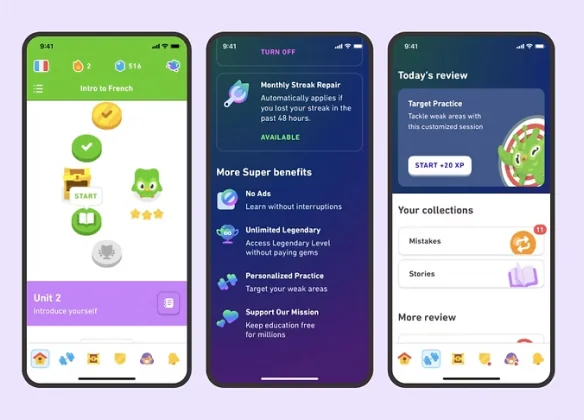 9:41
2
516
Intro to French
START
Unit 2
Introduce yourself
9:41
TURN OFF
Monthly Streak Repair
Automatically applies if
you lost your streak in the
past 48 hours.
AVAILABLE
More Super benefits
No Ads
Learn without interruptions
Unlimited Legendary
Access Legendary Level
without paying gems
Personalized Practice
Target your weak areas
Support Our Mission
Keep education free
for millions
9:41
Today's review
Target Practice
Tackle weak areas with
this customized session
START +20 XP
Your collections
Mistakes
11
Stories
More review